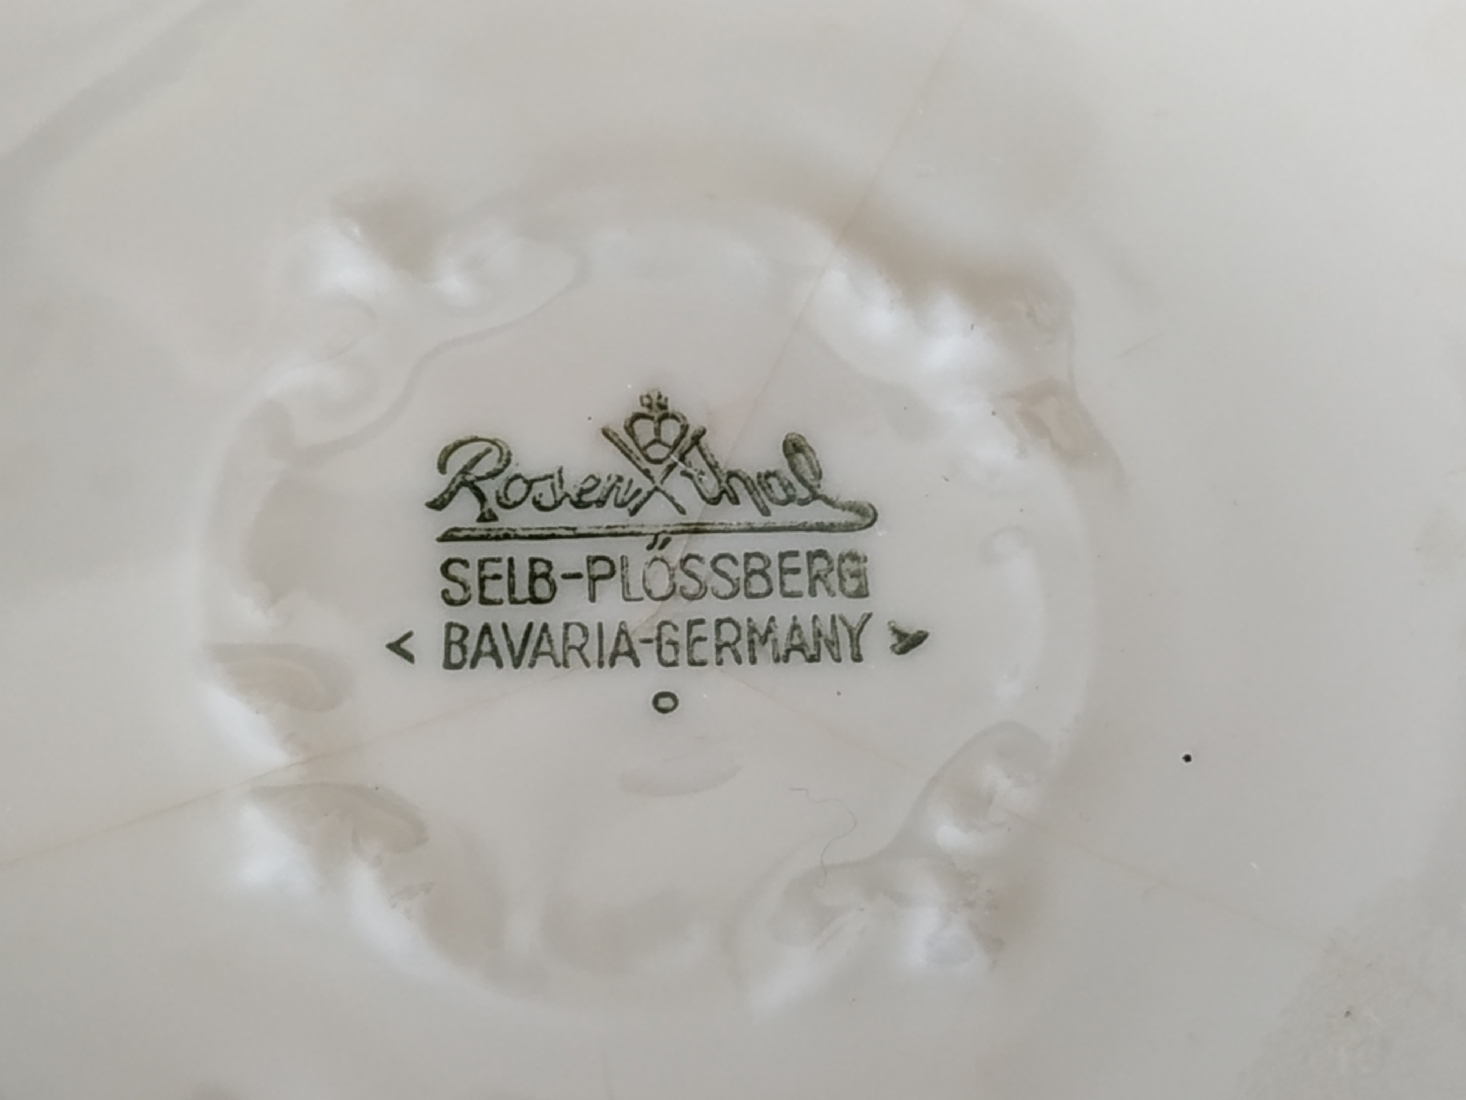 Rosenthal
SELB-PLÖSSBERG
< BAVARIA-GERMANY >
o